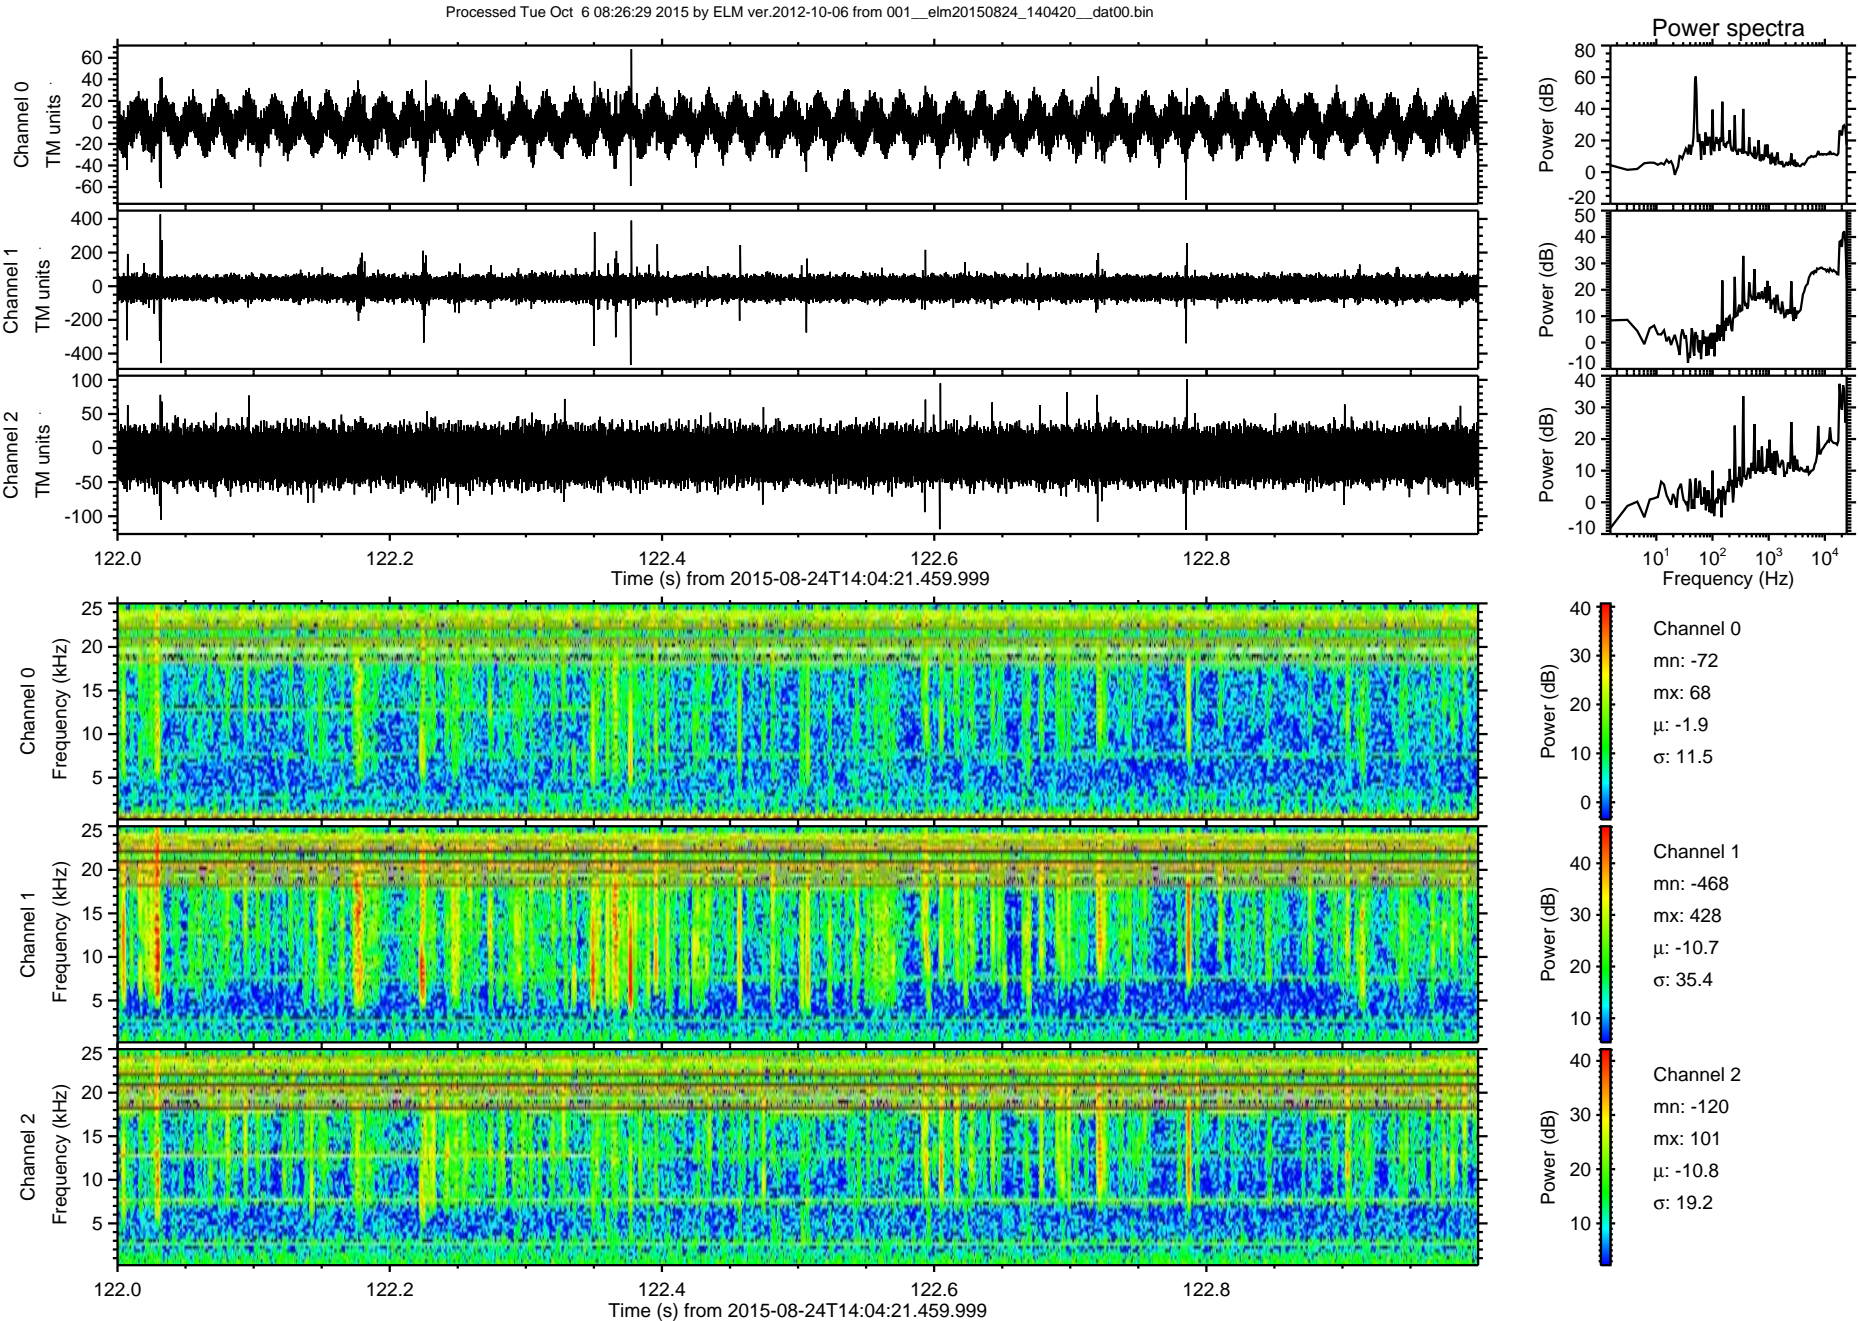 Processed Tue Oct  6 08:26:29 2015 by ELM ver.2012-10-06 from 001__elm20150824_140420__dat00.bin
Power spectra
Channel 0
TM units
60
40
20
0
-20
-40
-60
Power (dB)
80
60
40
20
0
-20
Channel 1
TM units
400
200
0
-200
-400
Power (dB)
50
40
30
20
10
0
-10
Channel 2
TM units
100
50
0
-50
-100
Power (dB)
40
30
20
10
0
-10
122.0 122.2 122.4 122.6 122.8
Time (s) from 2015-08-24T14:04:21.459.999
10¹ 10² 10³ 10⁴
Frequency (Hz)
Channel 0
Frequency (kHz)
25
20
15
10
5
Power (dB)
40
30
20
10
0
Channel 0
mn: -72
mx: 68
μ: -1.9
σ: 11.5
Channel 1
Frequency (kHz)
25
20
15
10
5
Power (dB)
40
30
20
10
Channel 1
mn: -468
mx: 428
μ: -10.7
σ: 35.4
Channel 2
Frequency (kHz)
25
20
15
10
5
Power (dB)
40
30
20
10
Channel 2
mn: -120
mx: 101
μ: -10.8
σ: 19.2
122.0 122.2 122.4 122.6 122.8
Time (s) from 2015-08-24T14:04:21.459.999